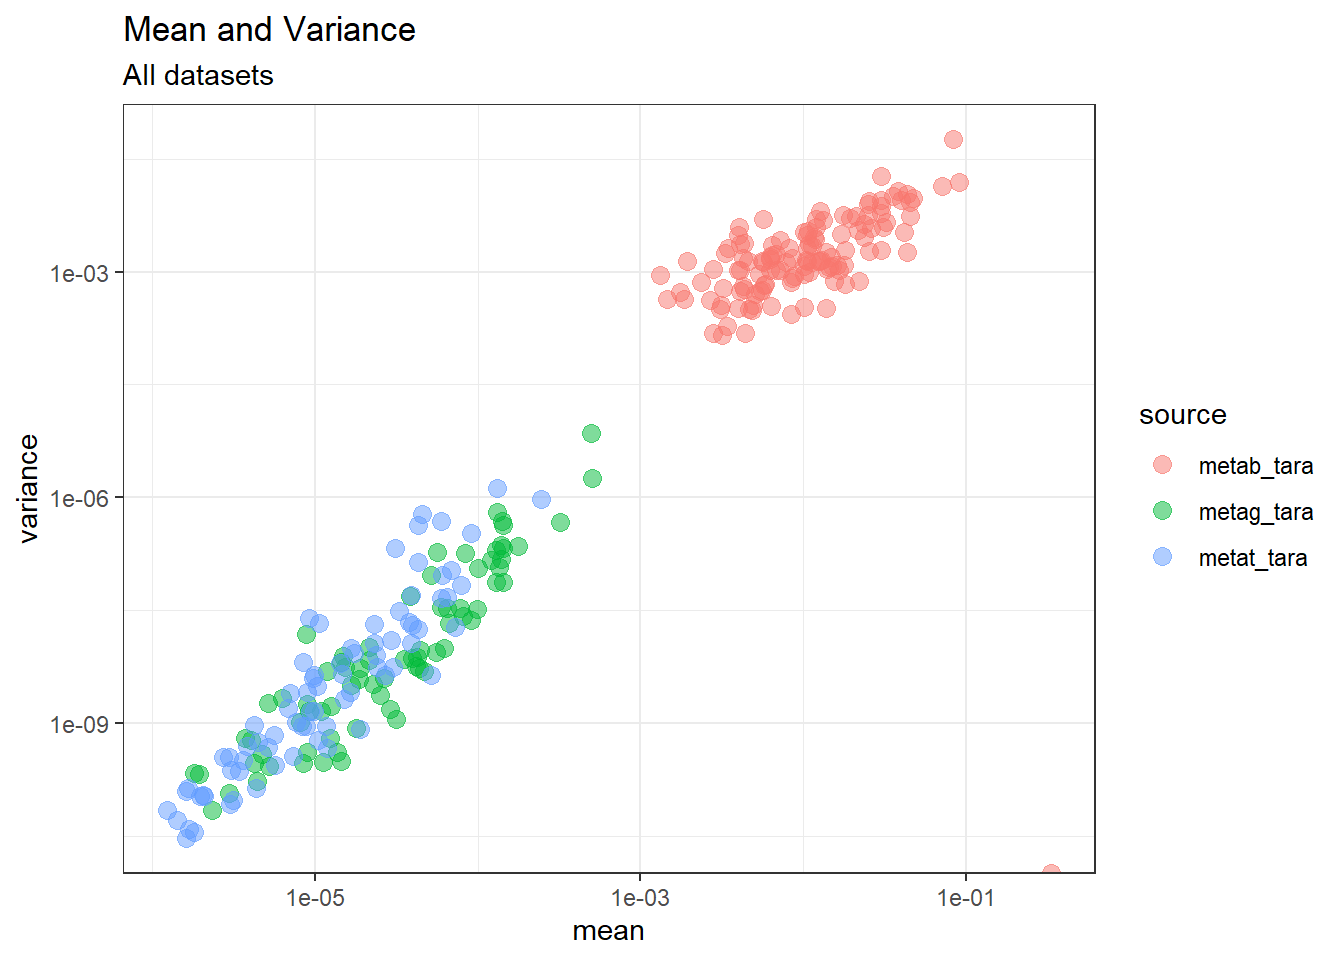 Mean and Variance
All datasets
variance
1e-03
1e-06
1e-09
1e-05
1e-03
1e-01
mean
source
metab_tara
metag_tara
metat_tara